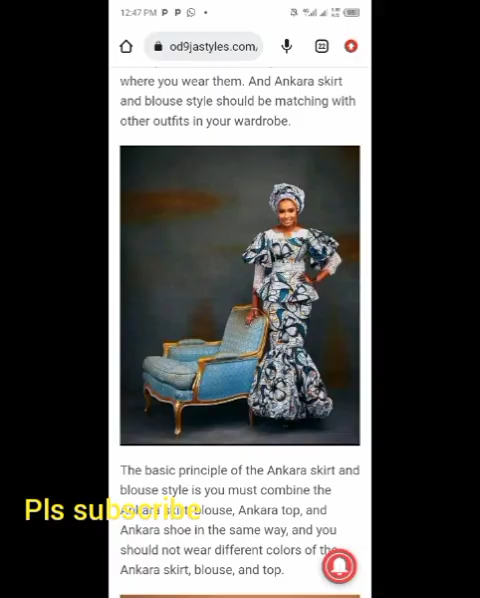 12:47 PM P P
od9jastyles.com/
22
where you wear them. And Ankara skirt
and blouse style should be matching with
other outfits in your wardrobe.
The basic principle of the Ankara skirt and
blouse style is you must combine the
Ankara skirt, blouse, Ankara top, and
Pls subscribe
Ankara shoe in the same way, and you
should not wear different colors of the
Ankara skirt, blouse, and top.